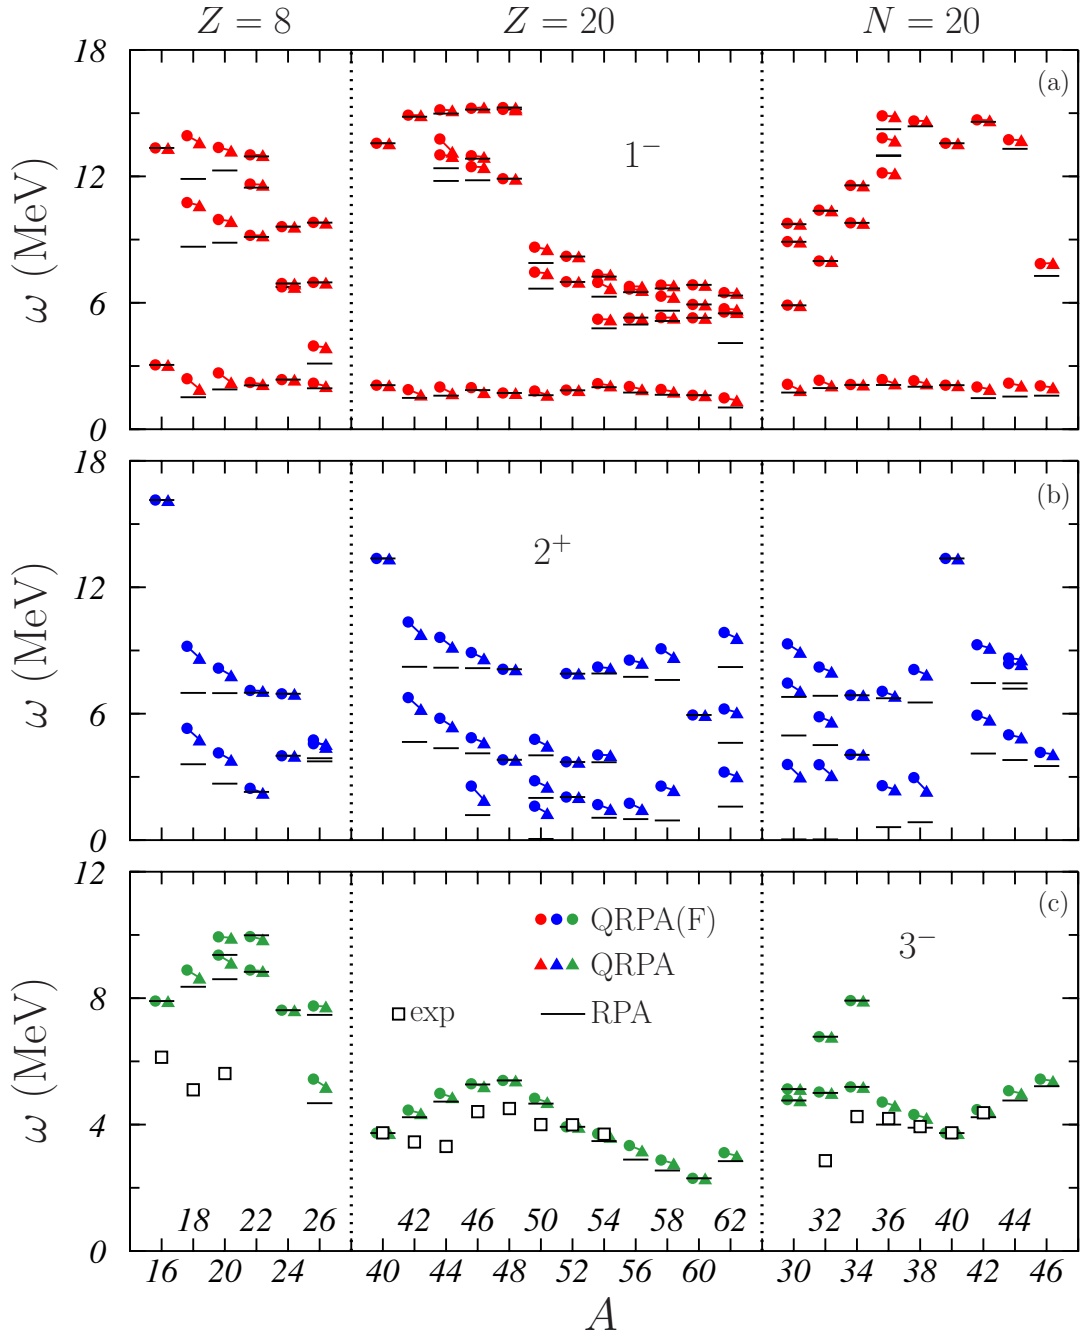 Z = 8 Z = 20 N = 20
18
(a)
1⁻
12
6
0
ω (MeV)
18
(b)
2⁺
12
6
0
ω (MeV)
12
(c)
QRPA(F)
3⁻
QRPA
exp
RPA
8
4
0
ω (MeV)
18 22 26 42 46 50 54 58 62 32 36 40 44
16 20 24 40 44 48 52 56 60 30 34 38 42 46
A